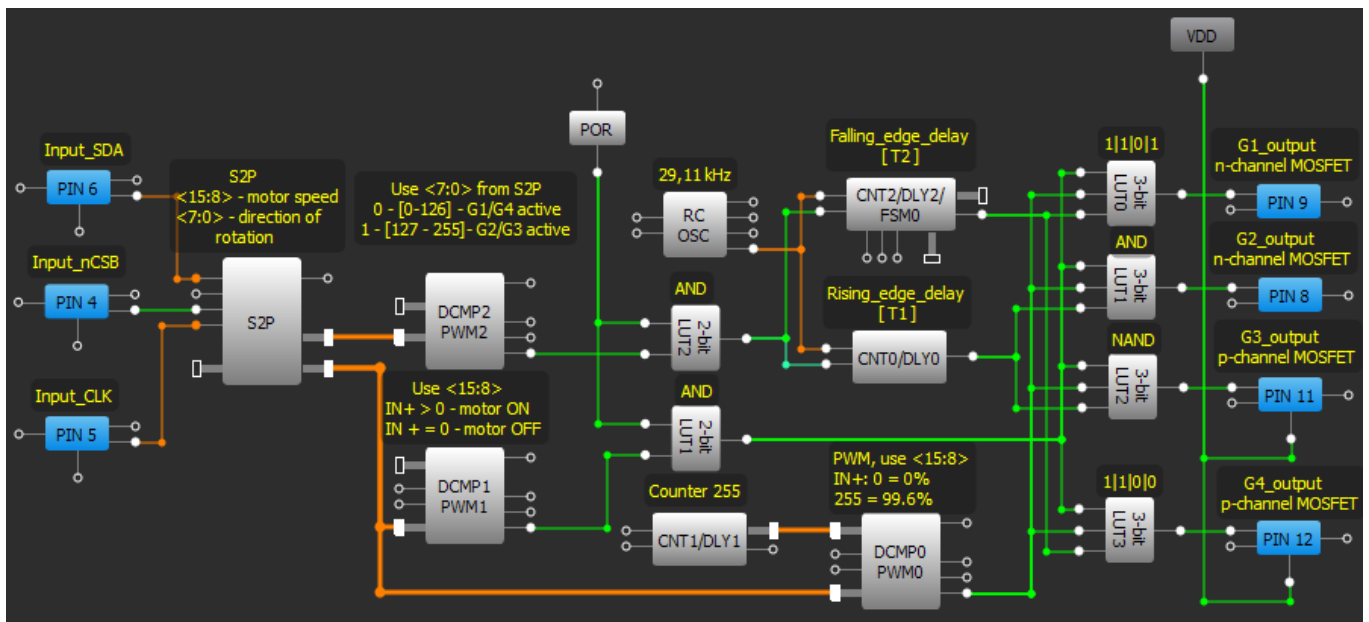 VDD
POR
Input_SDA
PIN 6
S2P
<15:8> - motor speed
<7:0> - direction of
rotation
Use <7:0> from S2P
0 - [0-126] - G1/G4 active
1 - [127 - 255]- G2/G3 active
29,11 kHz
RC
OSC
Falling_edge_delay
[ T2 ]
CNT2/DLY2/
FSM0
1|1|0|1
3-bit
LUT0
G1_output
n-channel MOSFET
PIN 9
Input_nCSB
PIN 4
S2P
DCMP2
PWM2
AND
2-bit
LUT2
Rising_edge_delay
[ T1 ]
CNT0/DLY0
AND
3-bit
LUT1
G2_output
n-channel MOSFET
PIN 8
NAND
3-bit
LUT2
G3_output
p-channel MOSFET
PIN 11
Input_CLK
PIN 5
Use <15:8>
IN+ > 0 - motor ON
IN + = 0 - motor OFF
DCMP1
PWM1
AND
2-bit
LUT1
Counter 255
CNT1/DLY1
PWM, use <15:8>
IN+: 0 = 0%
255 = 99.6%
DCMP0
PWM0
1|1|0|0
3-bit
LUT3
G4_output
p-channel MOSFET
PIN 12